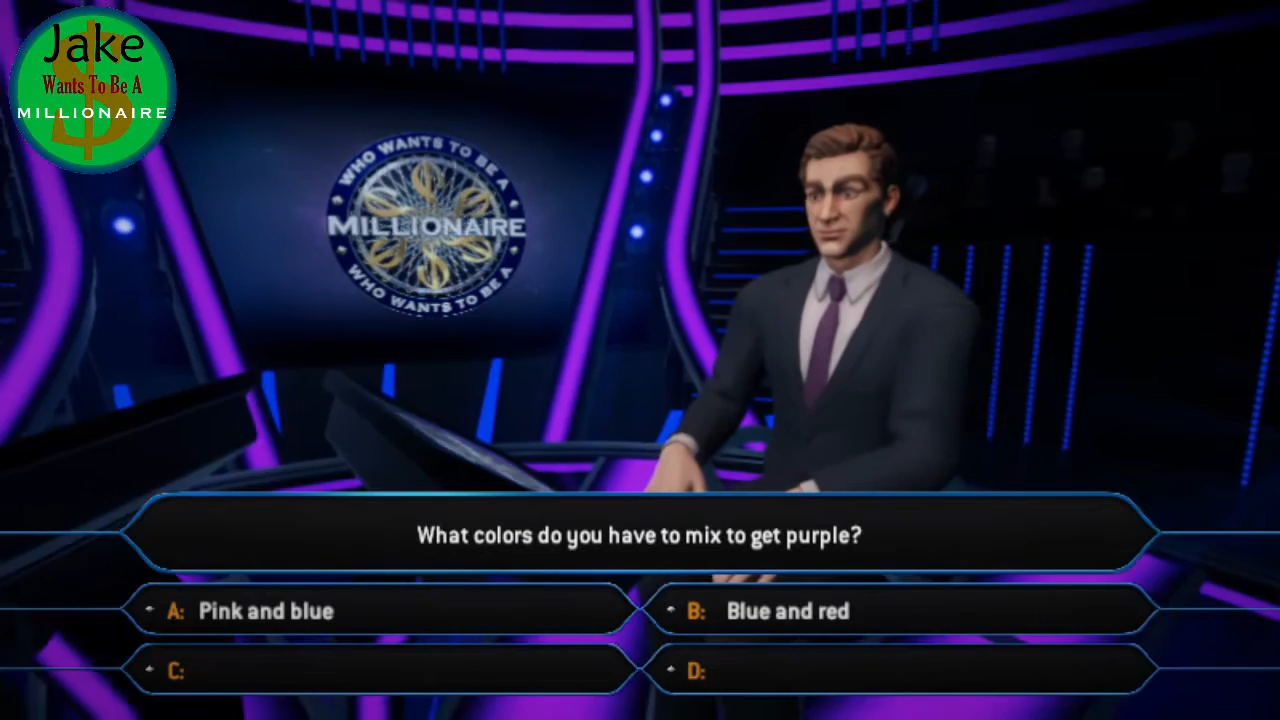 Jake
Wants To Be A
MILLIONAIRE
WHO WANTS TO BE A
MILLIONAIRE
WHO WANTS TO BE A
What colors do you have to mix to get purple?
A: Pink and blue
B: Blue and red
C:
D: